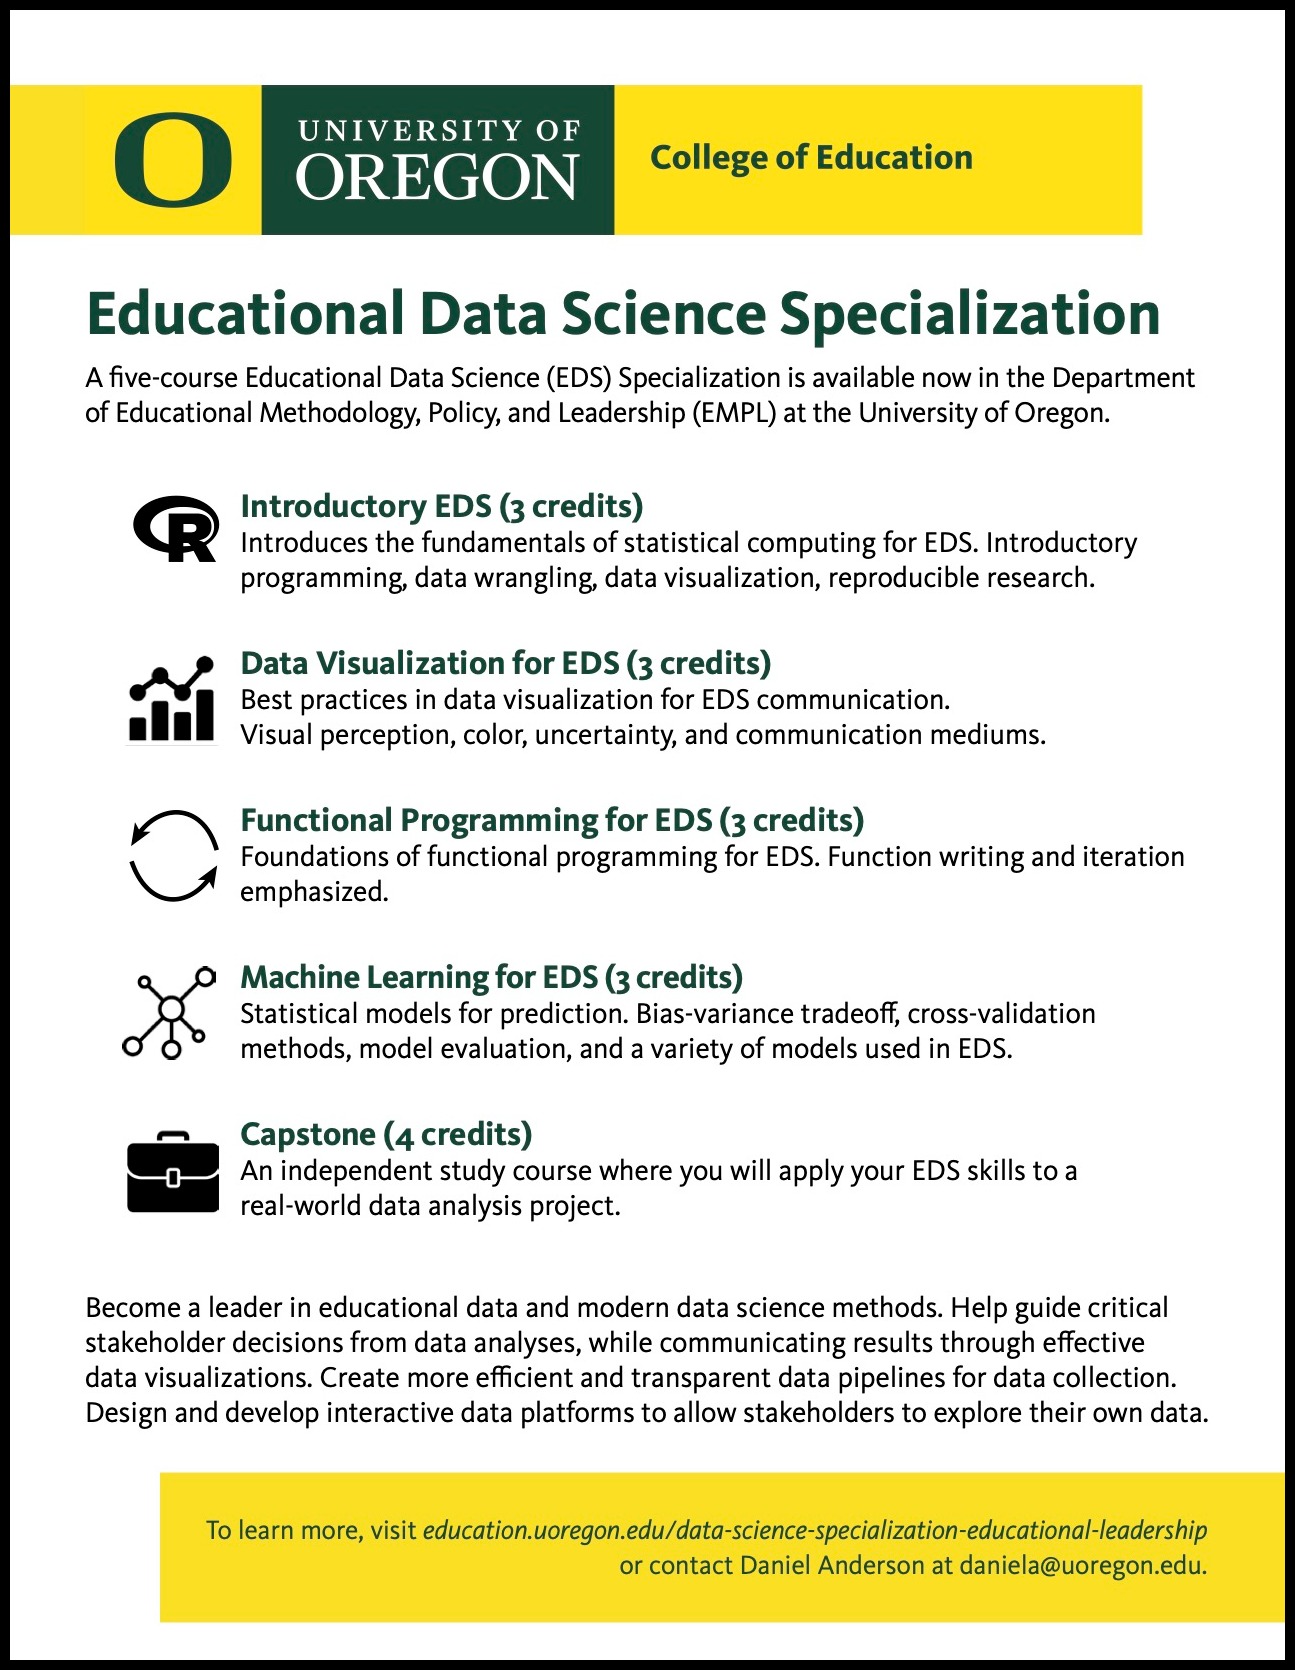 O
UNIVERSITY OF
OREGON
College of Education
Educational Data Science Specialization
A five-course Educational Data Science (EDS) Specialization is available now in the Department
of Educational Methodology, Policy, and Leadership (EMPL) at the University of Oregon.
R
Introductory EDS (3 credits)
Introduces the fundamentals of statistical computing for EDS. Introductory
programming, data wrangling, data visualization, reproducible research.
Data Visualization for EDS (3 credits)
Best practices in data visualization for EDS communication.
Visual perception, color, uncertainty, and communication mediums.
Functional Programming for EDS (3 credits)
Foundations of functional programming for EDS. Function writing and iteration
emphasized.
Machine Learning for EDS (3 credits)
Statistical models for prediction. Bias-variance tradeoff, cross-validation
methods, model evaluation, and a variety of models used in EDS.
Capstone (4 credits)
An independent study course where you will apply your EDS skills to a
real-world data analysis project.
Become a leader in educational data and modern data science methods. Help guide critical
stakeholder decisions from data analyses, while communicating results through effective
data visualizations. Create more efficient and transparent data pipelines for data collection.
Design and develop interactive data platforms to allow stakeholders to explore their own data.
To learn more, visit education.uoregon.edu/data-science-specialization-educational-leadership
or contact Daniel Anderson at daniela@uoregon.edu.